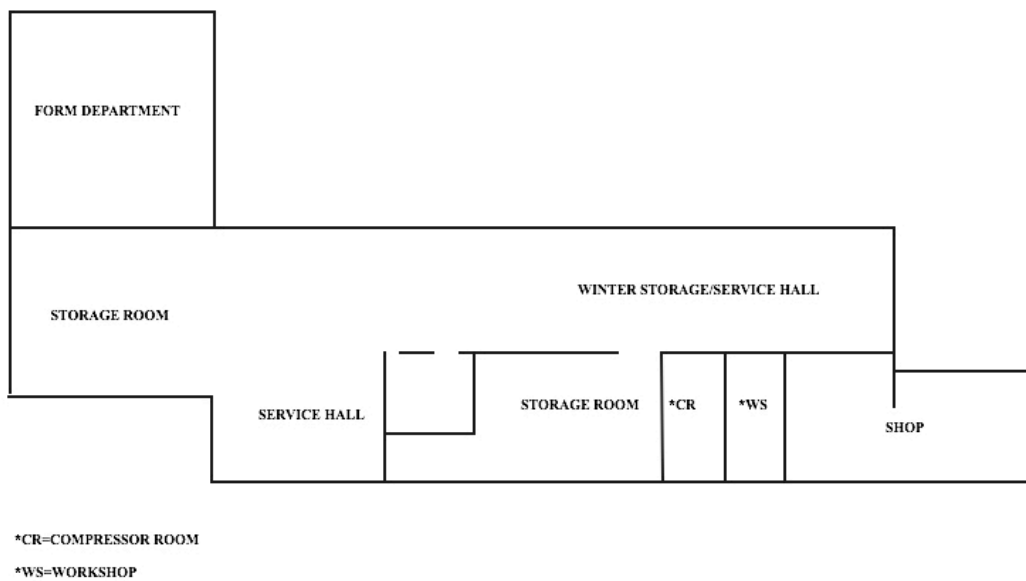 FORM DEPARTMENT
WINTER STORAGE/SERVICE HALL
STORAGE ROOM
SERVICE HALL
STORAGE ROOM
*CR
*WS
SHOP
*CR=COMPRESSOR ROOM
*WS=WORKSHOP